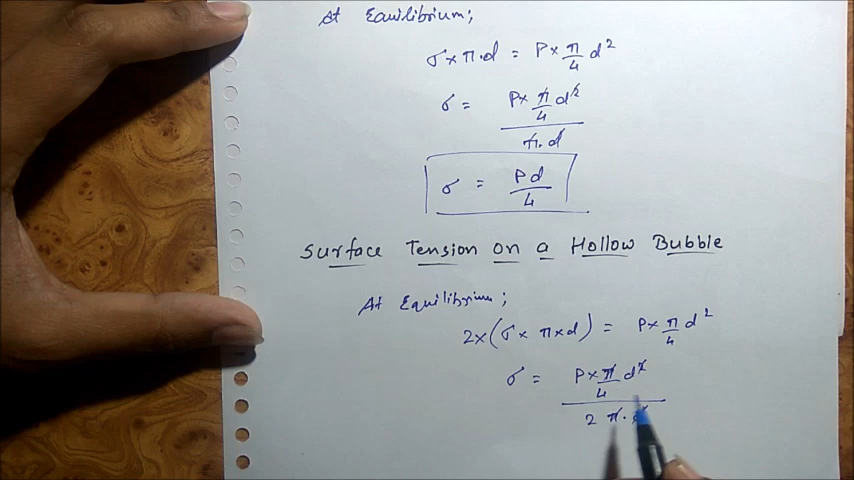 At Equilibrium;
σ × π.d = P × π/4 d²
σ = P × π/4 d² / π.d
σ = Pd/4
Surface Tension on a Hollow Bubble
At Equilibrium;
2×(σ × π×d) = P× π/4 d²
σ = P × π/4 d² / 2 π.d